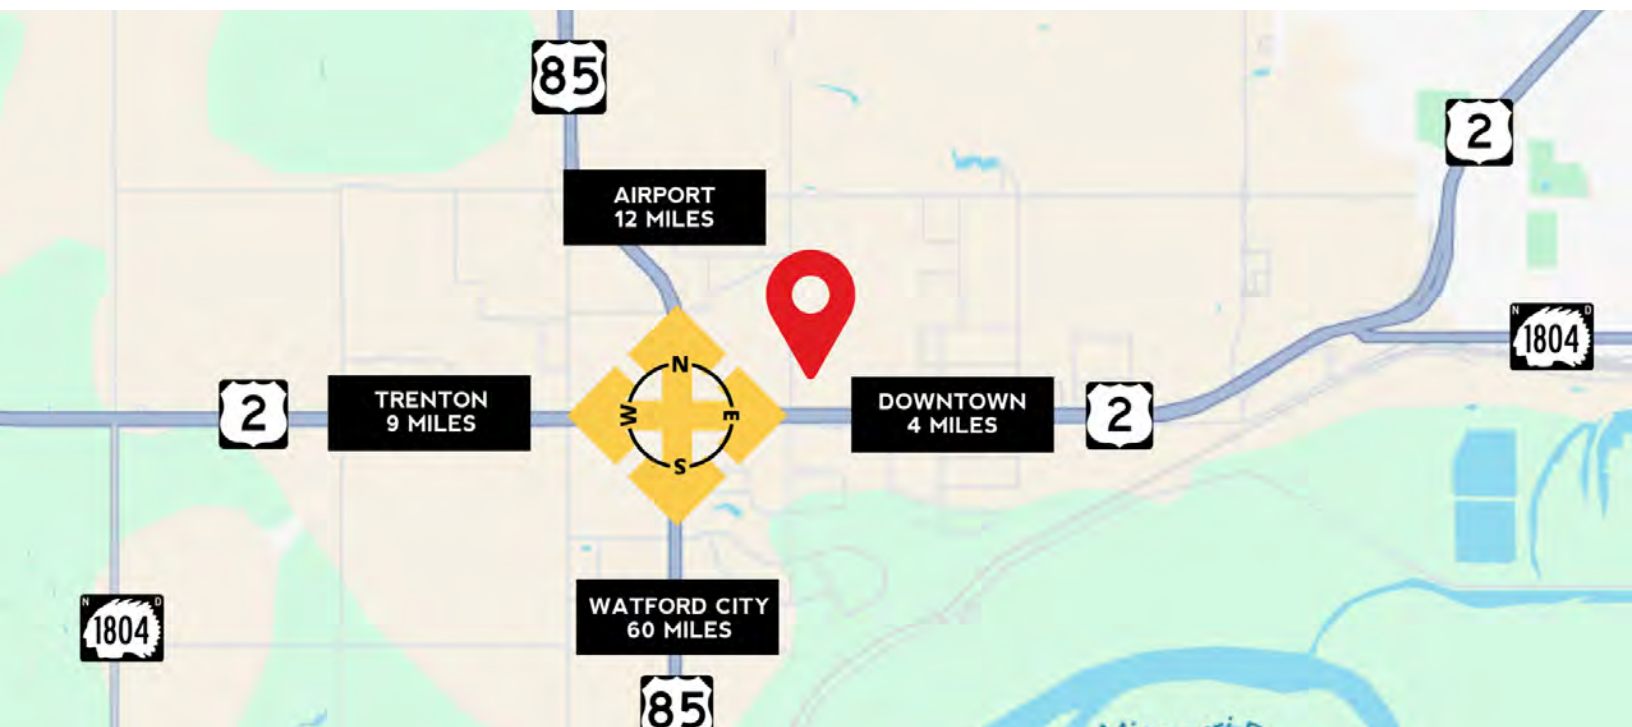 85
2
AIRPORT
12 MILES
N D
1804
N
W
E
S
2
TRENTON
9 MILES
DOWNTOWN
4 MILES
2
WATFORD CITY
60 MILES
N D
1804
85